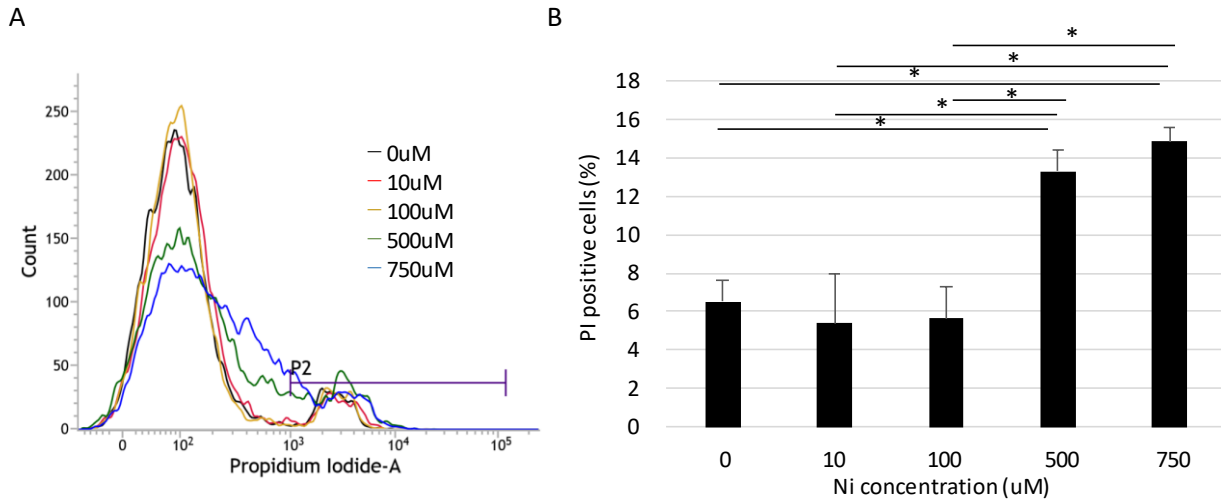 A
250
200
150
100
50
0
Count
0uM
10uM
100uM
500uM
750uM
P2
0 10² 10³ 10⁴ 10⁵
Propidium Iodide-A
B
*
*
*
*
*
*
18
16
14
12
10
8
6
4
2
0
PI positive cells (%)
0 10 100 500 750
Ni concentration (uM)